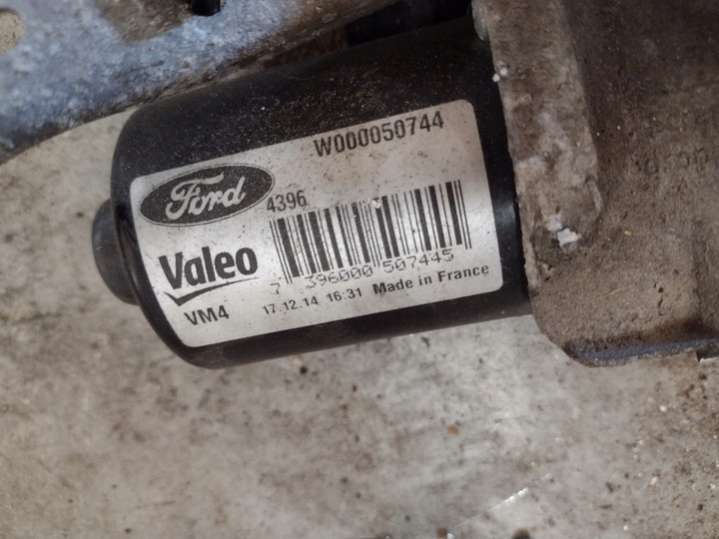 W000050744
Ford
4396
Valeo
7 396000 507445
VM4
17.12.14 16:31 Made in France